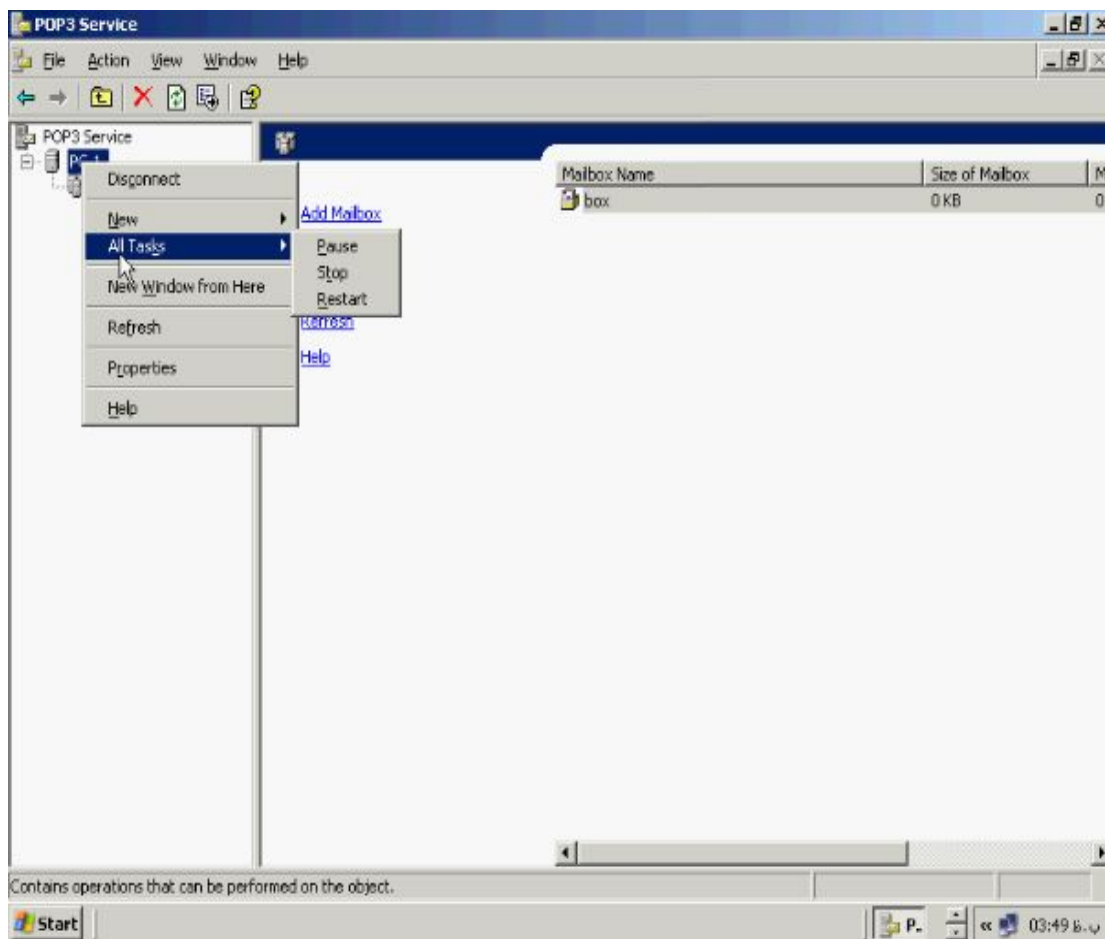 POP3 Service
File Action View Window Help
POP3 Service
Disconnect
New
All Tasks
New Window from Here
Refresh
Properties
Help
Pause
Stop
Restart
Add Mailbox
Refresh
Help
Mailbox Name Size of Mailbox M
box 0 KB 0
Contains operations that can be performed on the object.
Start P.. « 03:49 ب.ظ